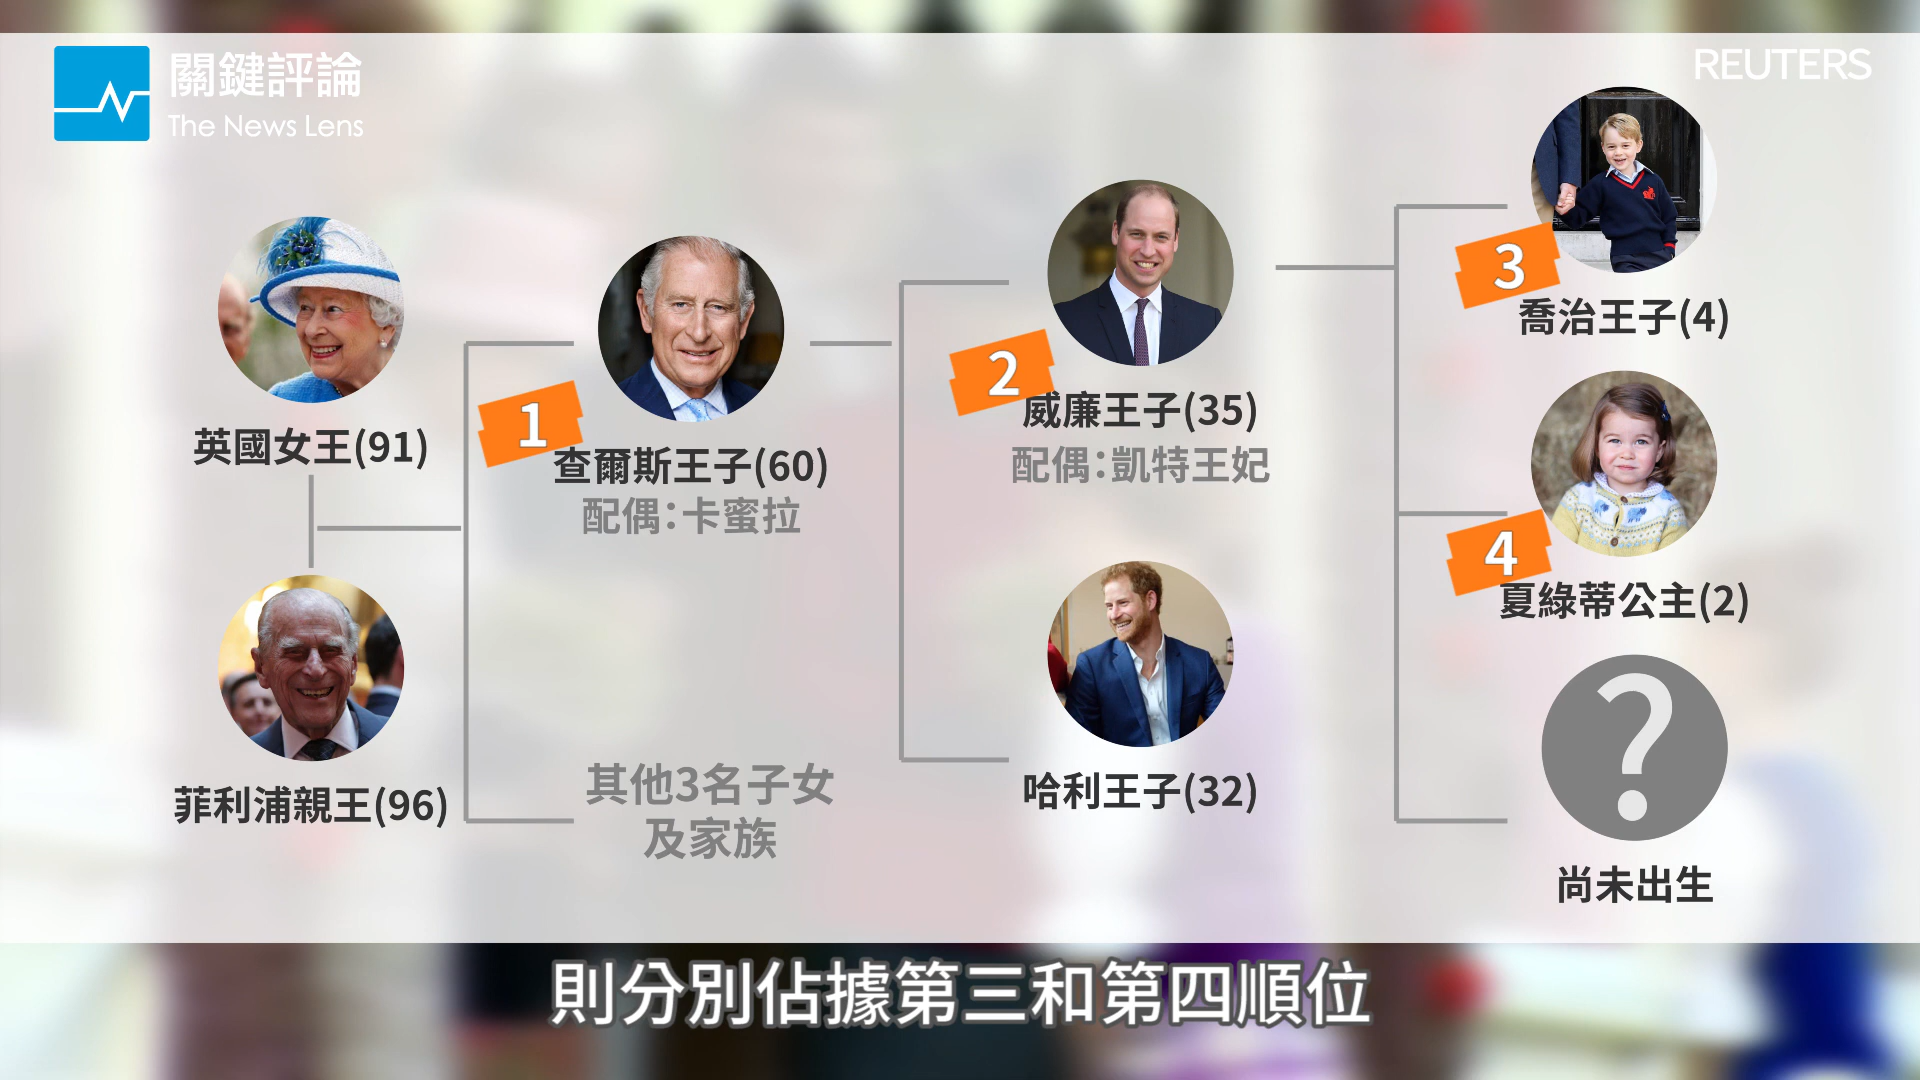 關鍵評論
The News Lens
REUTERS
英國女王(91)
菲利浦親王(96)
1
查爾斯王子(60)
配偶:卡蜜拉
其他3名子女
及家族
2
威廉王子(35)
配偶:凱特王妃
哈利王子(32)
3
喬治王子(4)
4
夏綠蒂公主(2)
?
尚未出生
則分別佔據第三和第四順位